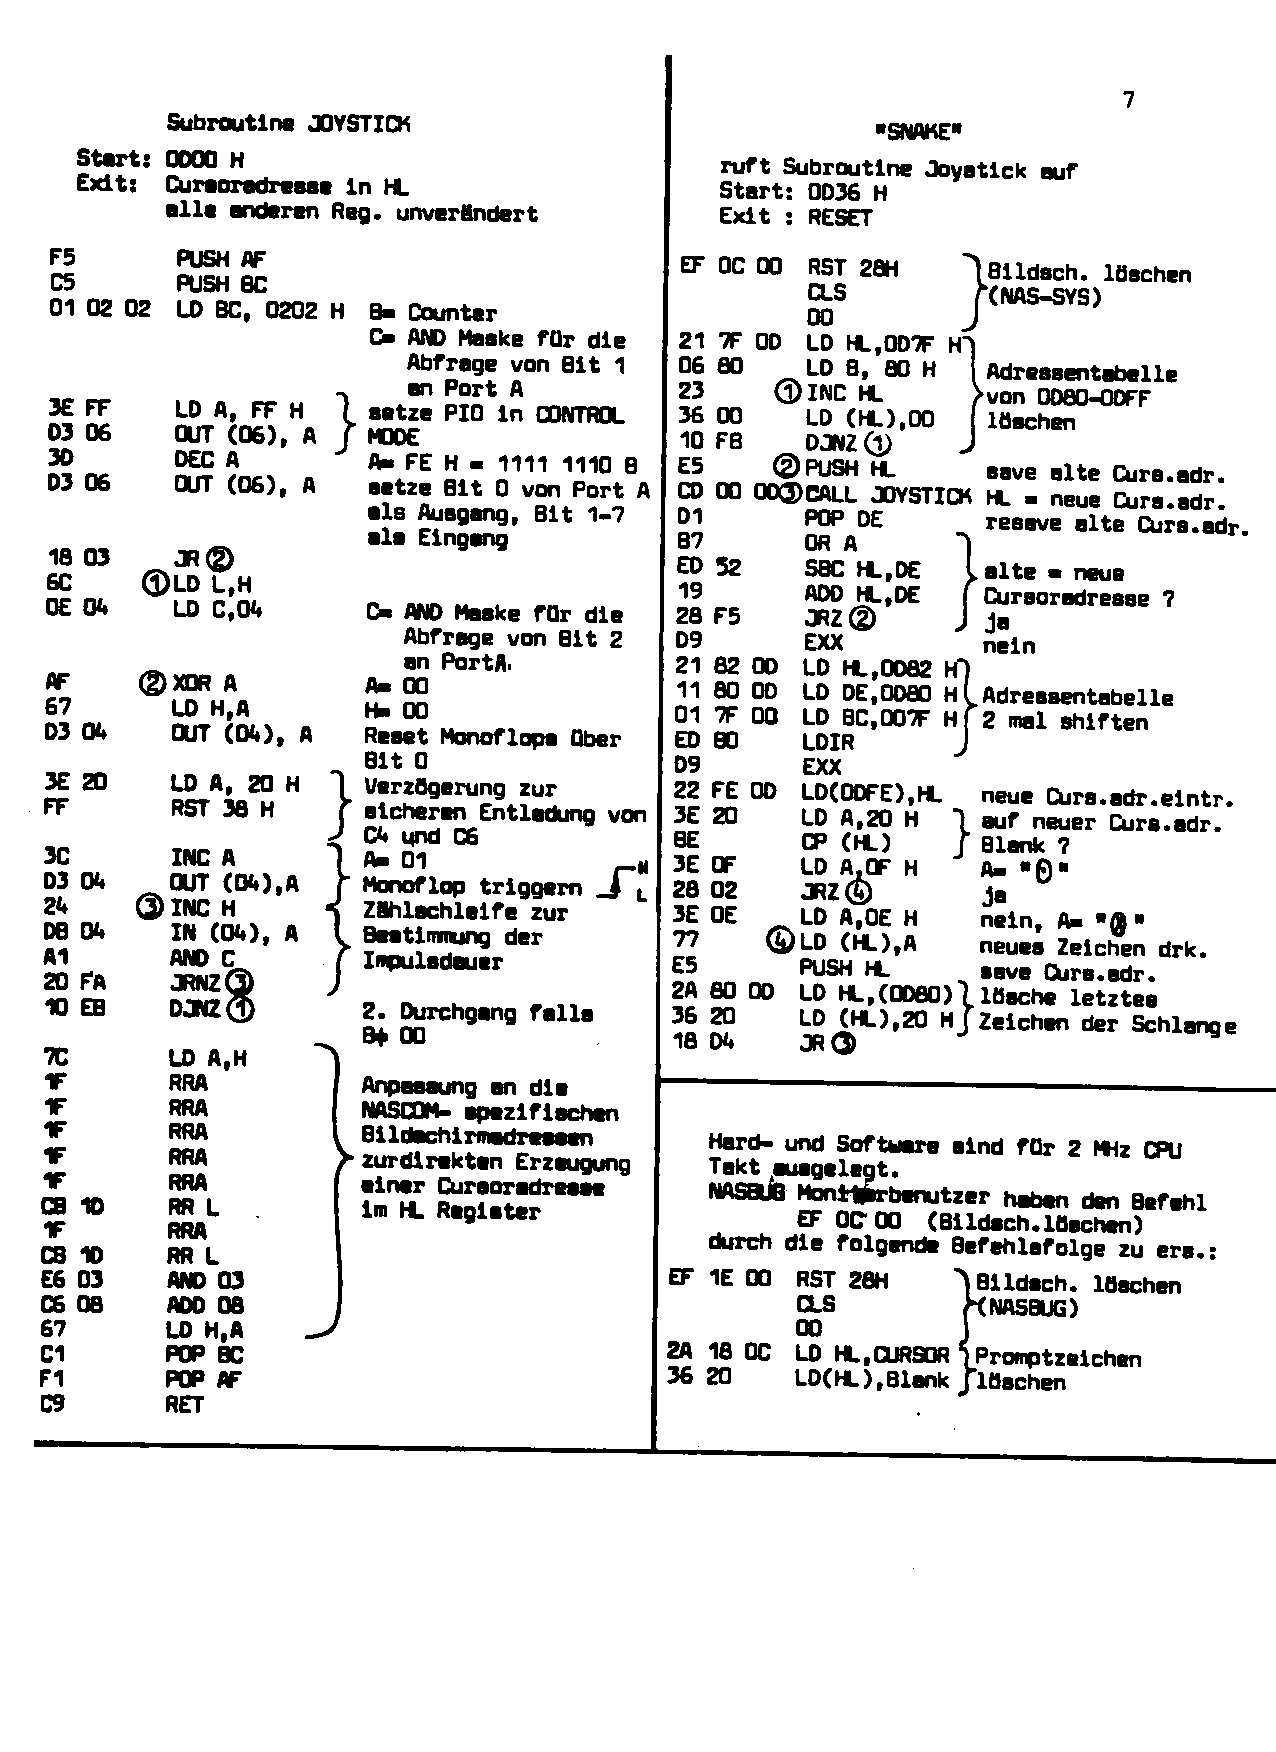 7
Subroutine JOYSTICK
Start: 0D00 H
Exit: Cursoradresse in HL
alle anderen Reg. unverändert
F5 PUSH AF
C5 PUSH BC
01 02 02 LD BC, 0202 H B= Counter
C= AND Maske für die
Abfrage von Bit 1
an Port A
3E FF LD A, FF H setze PIO in CONTROL
D3 06 OUT (06), A MODE
3D DEC A A= FE H = 1111 1110 B
D3 06 OUT (06), A setze Bit 0 von Port A
als Ausgang, Bit 1-7
als Eingang
18 03 JR ②
6C ① LD L,H
0E 04 LD C,04 C= AND Maske für die
Abfrage von Bit 2
an PortA.
AF ② XOR A A= 00
67 LD H,A H= 00
D3 04 OUT (04), A Reset Monoflops über
Bit 0
3E 20 LD A, 20 H Verzögerung zur
FF RST 38 H sicheren Entladung von
C4 und C6
3C INC A A= 01
D3 04 OUT (04),A Monoflop triggern H L
24 ③ INC H Zählschleife zur
DB 04 IN (04), A Bestimmung der
A1 AND C Impulsdauer
20 FA JRNZ ③
10 EB DJNZ ① 2. Durchgang falls
B≠ 00
7C LD A,H
1F RRA Anpassung an die
1F RRA NASCOM- spezifischen
1F RRA Bildschirmadressen
1F RRA zurdirekten Erzeugung
1F RRA einer Cursoradresse
CB 1D RR L im HL Register
1F RRA
CB 1D RR L
E6 03 AND 03
C6 08 ADD 08
67 LD H,A
C1 POP BC
F1 POP AF
C9 RET
"SNAKE"
ruft Subroutine Joystick auf
Start: 0D36 H
Exit : RESET
EF 0C 00 RST 28H Bildsch. löschen
CLS (NAS-SYS)
00
21 7F 0D LD HL,0D7F H
06 80 LD B, 80 H Adressentabelle
23 ① INC HL von 0D80-0DFF
36 00 LD (HL),00 löschen
10 FB DJNZ ①
E5 ② PUSH HL save alte Curs.adr.
CD 00 0D ③ CALL JOYSTICK HL = neue Curs.adr.
D1 POP DE resave alte Curs.adr.
B7 OR A
ED 52 SBC HL,DE alte = neue
19 ADD HL,DE Cursoradresse ?
28 F5 JRZ ② ja
D9 EXX nein
21 82 0D LD HL,0D82 H
11 80 0D LD DE,0D80 H Adressentabelle
01 7F 00 LD BC,007F H 2 mal shiften
ED B0 LDIR
D9 EXX
22 FE 0D LD(0DFE),HL neue Curs.adr.eintr.
3E 20 LD A,20 H auf neuer Curs.adr.
BE CP (HL) Blank ?
3E 0F LD A,0F H A= " "
28 02 JRZ ④ ja
3E 0E LD A,0E H nein, A= " "
77 ④ LD (HL),A neues Zeichen drk.
E5 PUSH HL save Curs.adr.
2A 80 0D LD HL,(0D80) lösche letztes
36 20 LD (HL),20 H Zeichen der Schlange
18 D4 JR ③
Hard- und Software sind für 2 MHz CPU
Takt ausgelegt.
NASBUG Monitorbenutzer haben den Befehl
EF 0C 00 (Bildsch.löschen)
durch die folgende Befehlsfolge zu ers.:
EF 1E 00 RST 28H Bildsch. löschen
CLS (NASBUG)
00
2A 18 0C LD HL,CURSOR Promptzeichen
36 20 LD(HL),Blank löschen